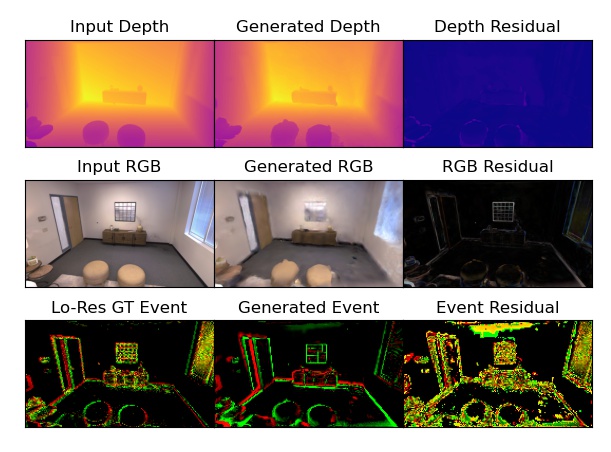 Input Depth
Generated Depth
Depth Residual
Input RGB
Generated RGB
RGB Residual
Lo-Res GT Event
Generated Event
Event Residual